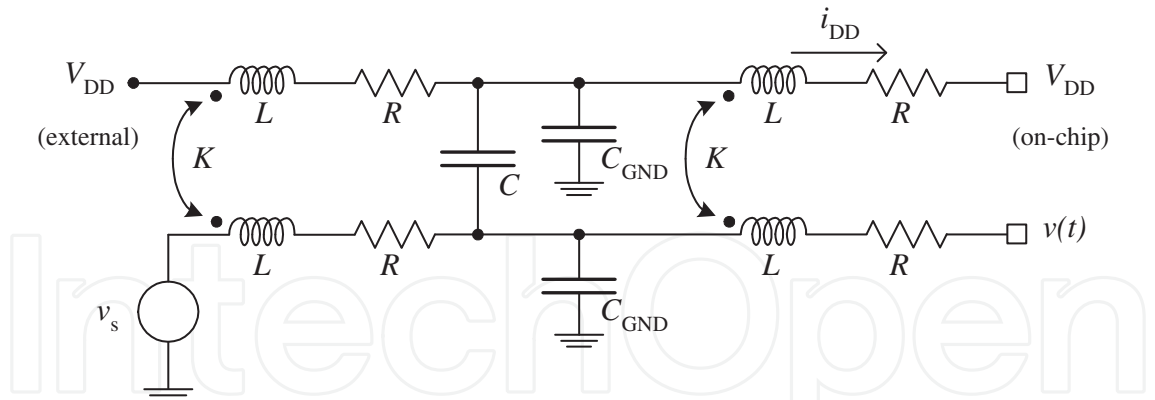 i_DD
V_DD
L
R
L
R
V_DD
(external)
K
C
C_GND
K
(on-chip)
L
R
L
R
v(t)
v_s
C_GND
IntechOpen